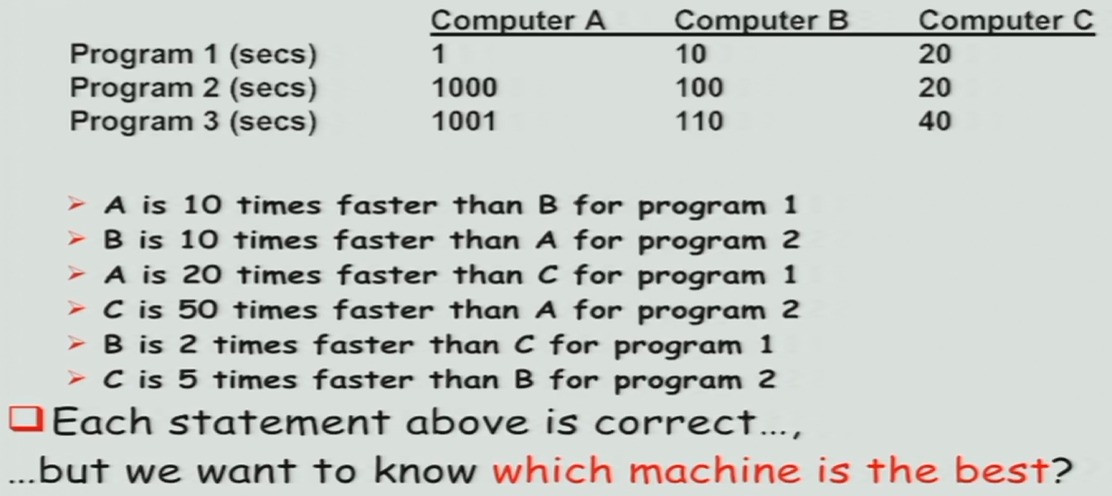 Computer A Computer B Computer C
Program 1 (secs) 1 10 20
Program 2 (secs) 1000 100 20
Program 3 (secs) 1001 110 40
➢ A is 10 times faster than B for program 1
➢ B is 10 times faster than A for program 2
➢ A is 20 times faster than C for program 1
➢ C is 50 times faster than A for program 2
➢ B is 2 times faster than C for program 1
➢ C is 5 times faster than B for program 2
❑ Each statement above is correct...,
...but we want to know which machine is the best?